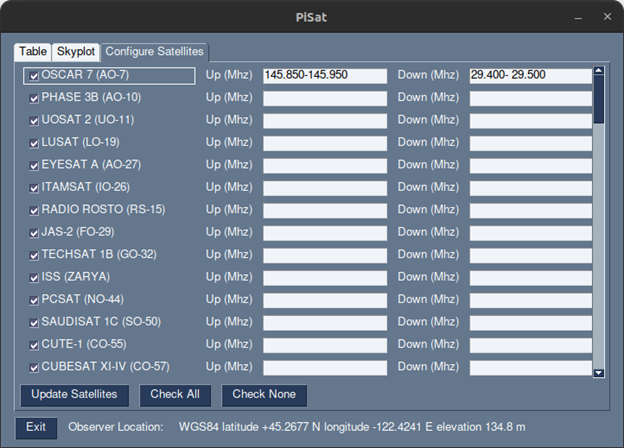 PiSat
Table Skyplot Configure Satellites
OSCAR 7 (AO-7) Up (Mhz) 145.850-145.950 Down (Mhz) 29.400- 29.500
PHASE 3B (AO-10) Up (Mhz) Down (Mhz)
UOSAT 2 (UO-11) Up (Mhz) Down (Mhz)
LUSAT (LO-19) Up (Mhz) Down (Mhz)
EYESAT A (AO-27) Up (Mhz) Down (Mhz)
ITAMSAT (IO-26) Up (Mhz) Down (Mhz)
RADIO ROSTO (RS-15) Up (Mhz) Down (Mhz)
JAS-2 (FO-29) Up (Mhz) Down (Mhz)
TECHSAT 1B (GO-32) Up (Mhz) Down (Mhz)
ISS (ZARYA) Up (Mhz) Down (Mhz)
PCSAT (NO-44) Up (Mhz) Down (Mhz)
SAUDISAT 1C (SO-50) Up (Mhz) Down (Mhz)
CUTE-1 (CO-55) Up (Mhz) Down (Mhz)
CUBESAT XI-IV (CO-57) Up (Mhz) Down (Mhz)
Update Satellites Check All Check None
Exit Observer Location: WGS84 latitude +45.2677 N longitude -122.4241 E elevation 134.8 m